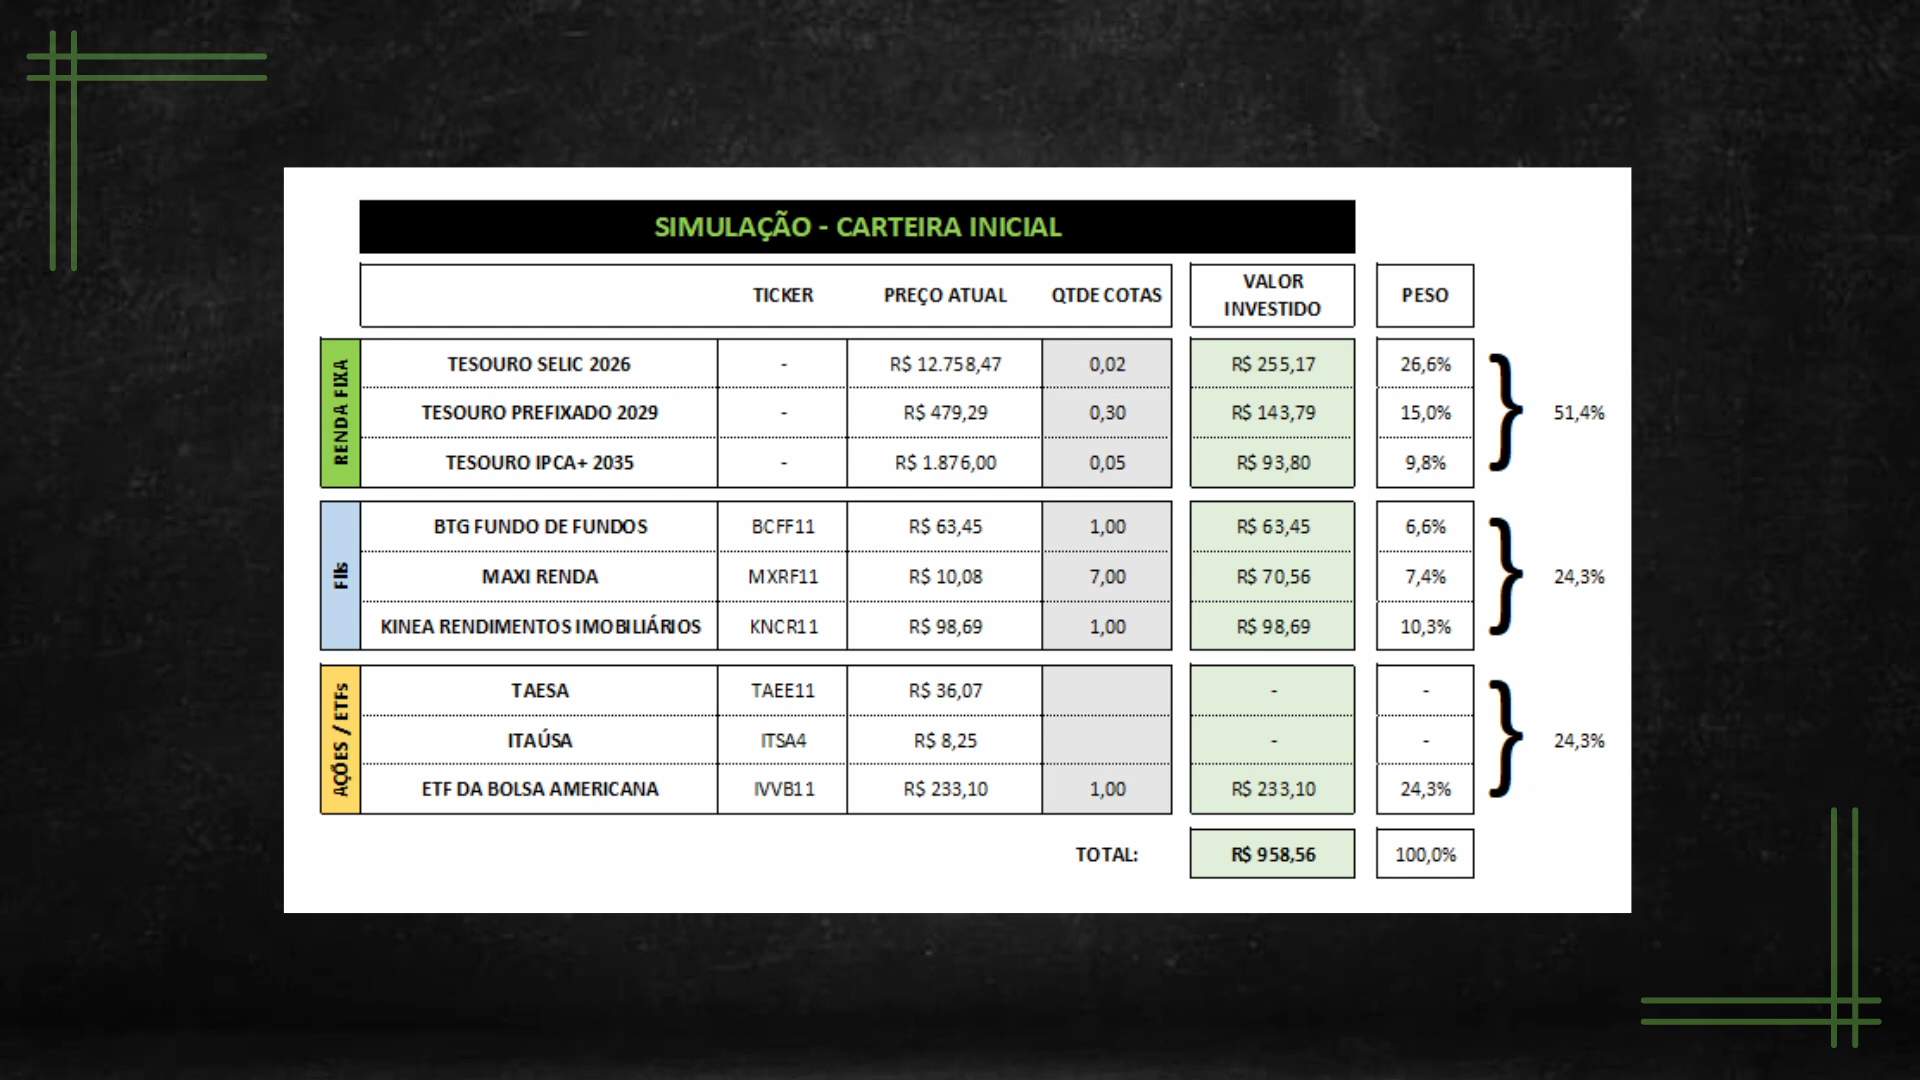 SIMULAÇÃO - CARTEIRA INICIAL
TICKER PREÇO ATUAL QTDE COTAS VALOR INVESTIDO PESO
RENDA FIXA
TESOURO SELIC 2026 - R$ 12.758,47 0,02 R$ 255,17 26,6%
TESOURO PREFIXADO 2029 - R$ 479,29 0,30 R$ 143,79 15,0% 51,4%
TESOURO IPCA+ 2035 - R$ 1.876,00 0,05 R$ 93,80 9,8%
FIIs
BTG FUNDO DE FUNDOS BCFF11 R$ 63,45 1,00 R$ 63,45 6,6%
MAXI RENDA MXRF11 R$ 10,08 7,00 R$ 70,56 7,4% 24,3%
KINEA RENDIMENTOS IMOBILIÁRIOS KNCR11 R$ 98,69 1,00 R$ 98,69 10,3%
AÇÕES / ETFs
TAESA TAEE11 R$ 36,07 - -
ITAÚSA ITSA4 R$ 8,25 - - 24,3%
ETF DA BOLSA AMERICANA IVVB11 R$ 233,10 1,00 R$ 233,10 24,3%
TOTAL: R$ 958,56 100,0%